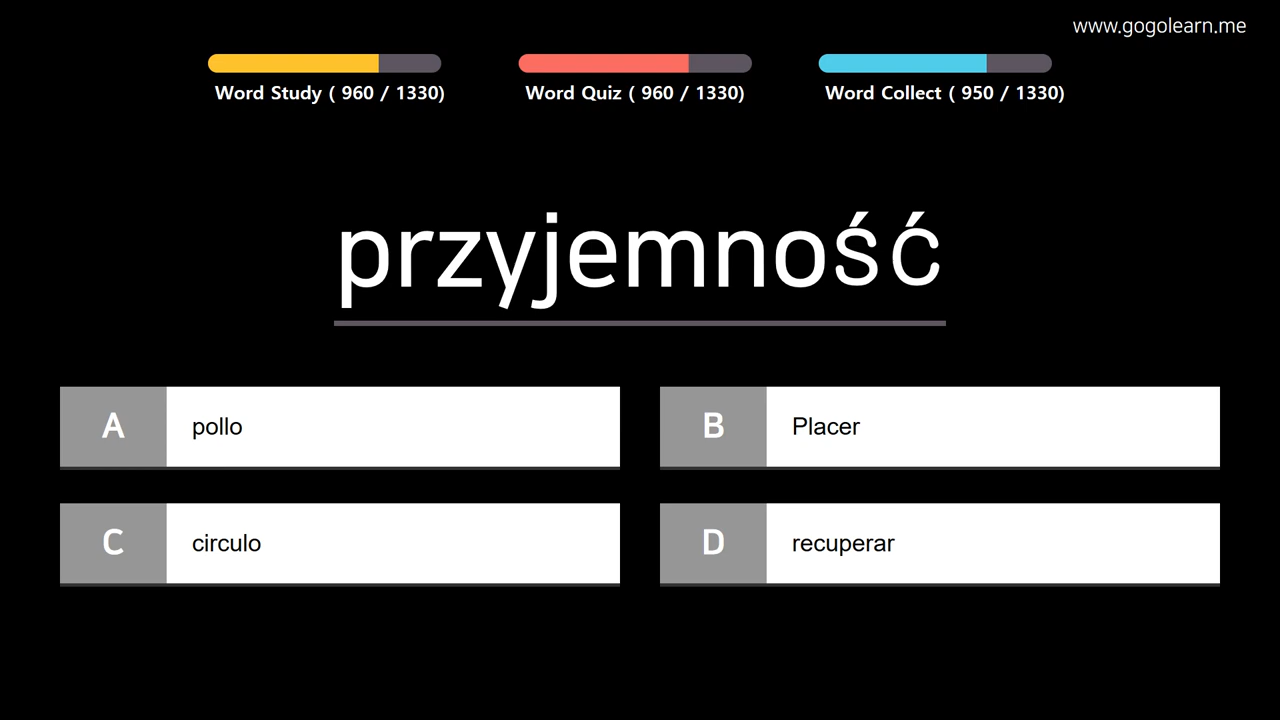 www.gogolearn.me
Word Study ( 960 / 1330)
Word Quiz ( 960 / 1330)
Word Collect ( 950 / 1330)
przyjemność
A pollo
B Placer
C circulo
D recuperar